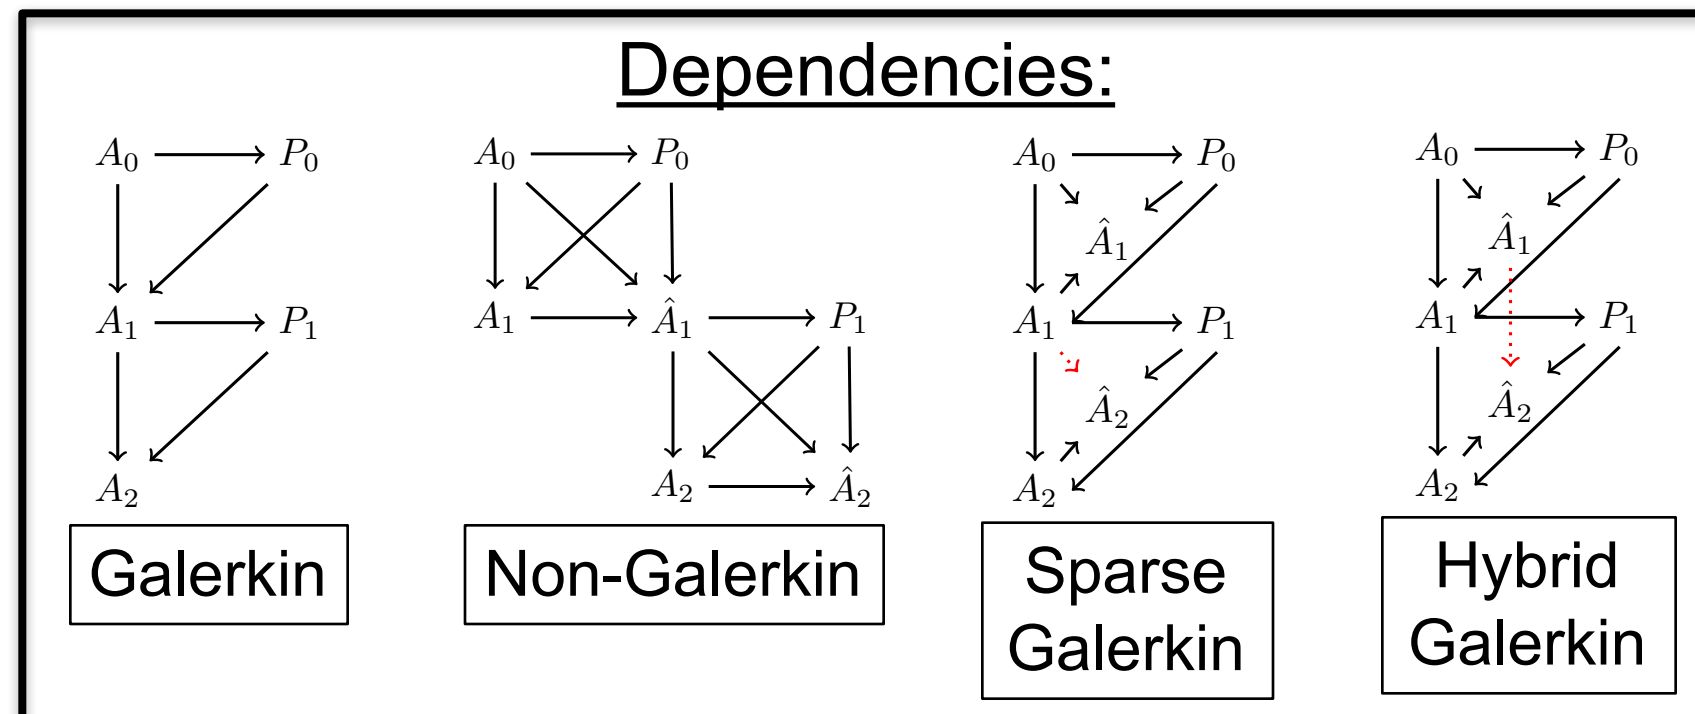 Dependencies:
A₀ P₀ A₀ P₀ A₀ P₀ A₀ P₀
Â₁ Â₁
A₁ P₁ A₁ Â₁ P₁ A₁ P₁ A₁ P₁
Â₂ Â₂
A₂ A₂ Â₂ A₂ A₂
Galerkin
Non-Galerkin
Sparse
Galerkin
Hybrid
Galerkin